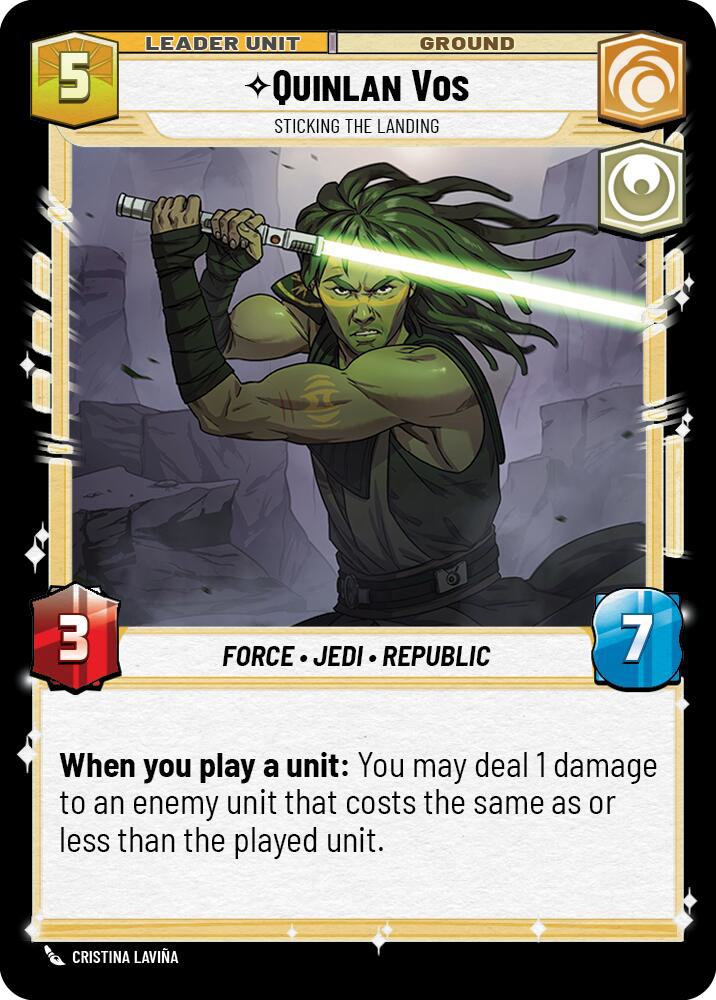 LEADER UNIT
GROUND
5
✧QUINLAN VOS
STICKING THE LANDING
3
FORCE • JEDI • REPUBLIC
7
When you play a unit: You may deal 1 damage
to an enemy unit that costs the same as or
less than the played unit.
CRISTINA LAVIÑA